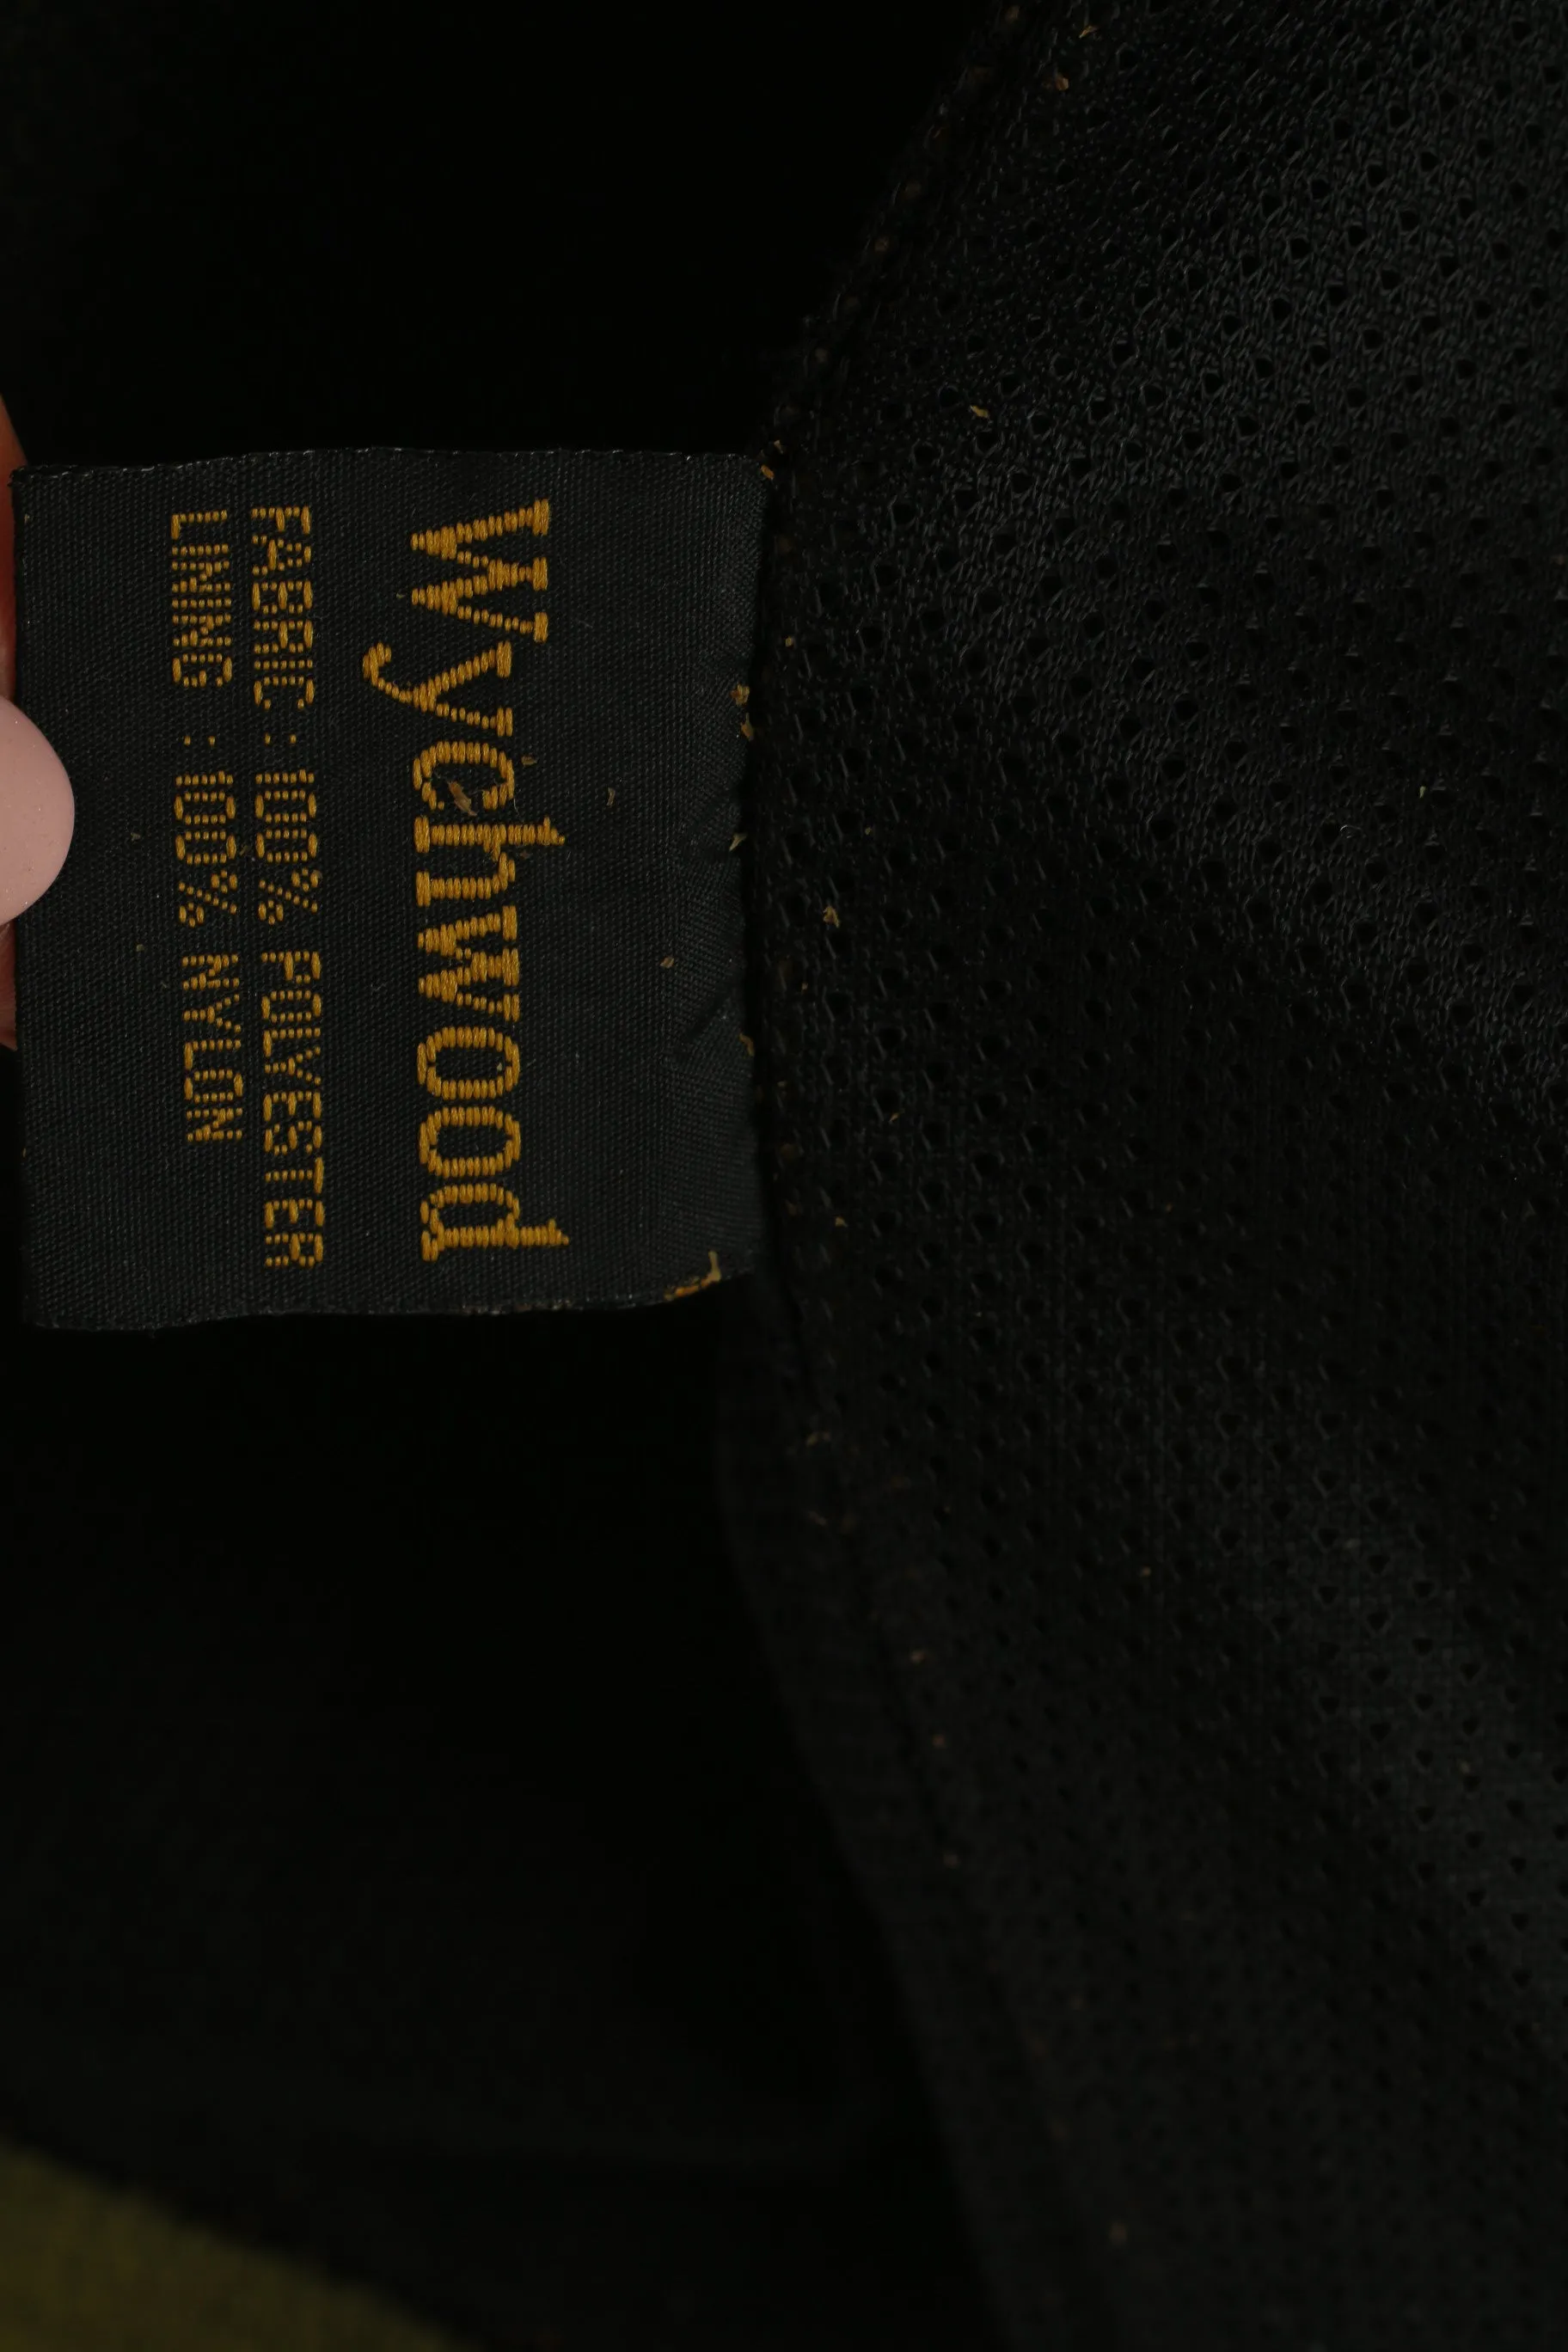 Wychwood
FABRIC : 100% POLYESTER
LINING : 100% NYLON